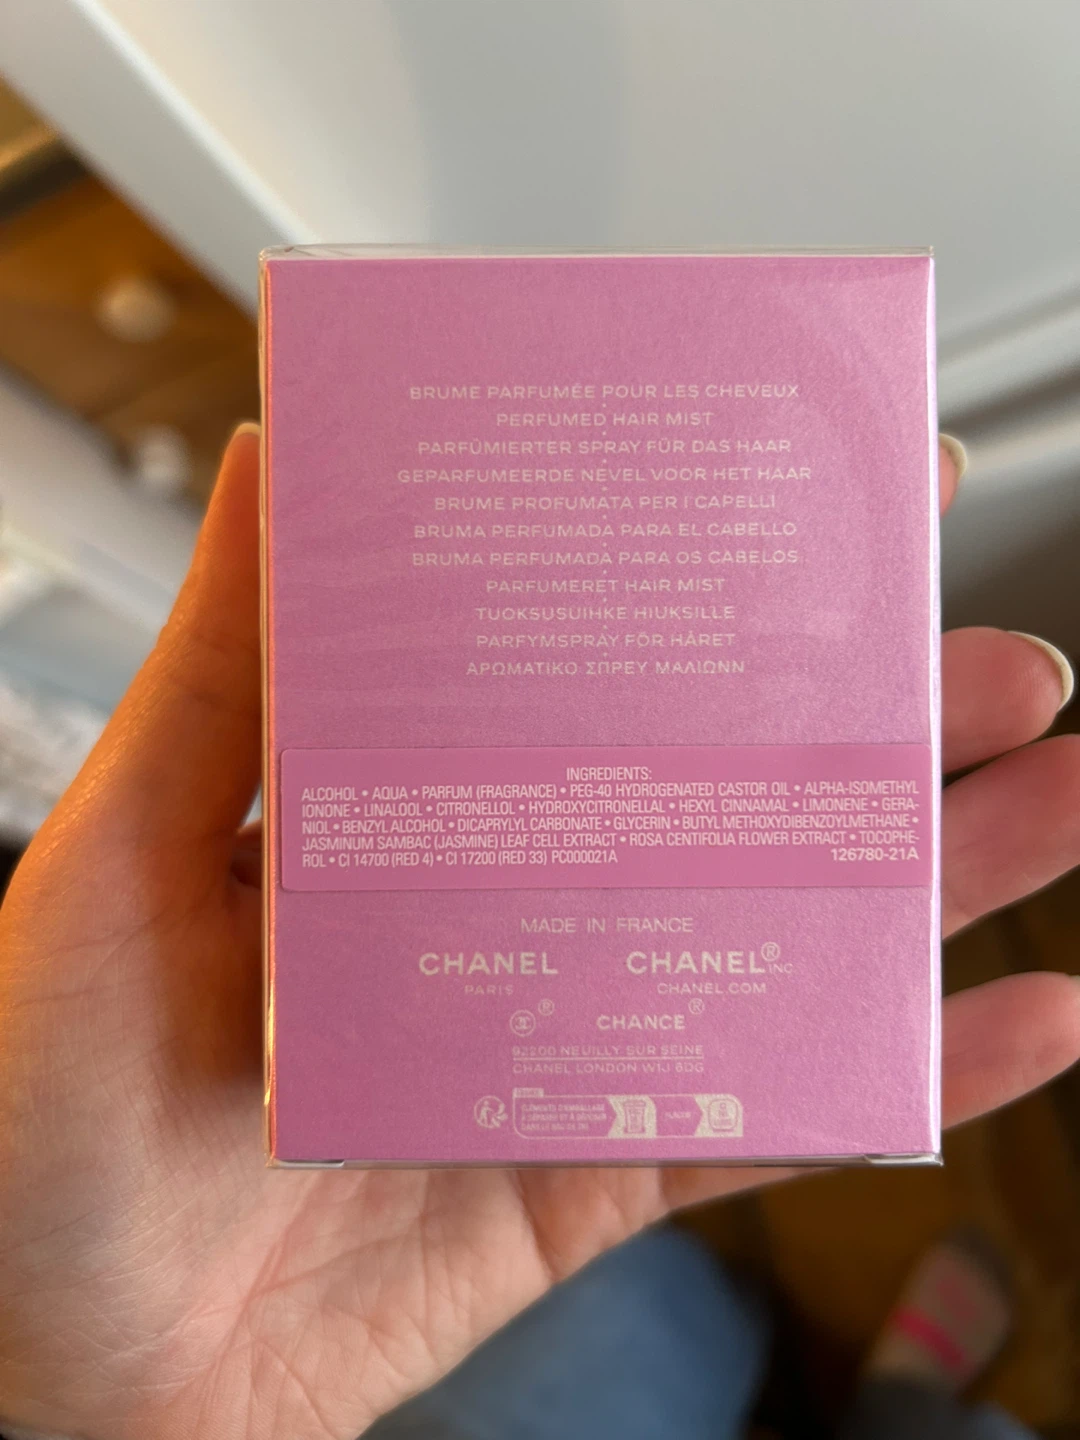 BRUME PARFUMÉE POUR LES CHEVEUX
PERFUMED HAIR MIST
PARFÜMIERTER SPRAY FÜR DAS HAAR
GEPARFUMEERDE NEVEL VOOR HET HAAR
BRUME PROFUMATA PER I CAPELLI
BRUMA PERFUMADA PARA EL CABELLO
BRUMA PERFUMADA PARA OS CABELOS
PARFUMERET HAIR MIST
TUOKSUSUIHKE HIUKSILLE
PARFYMSPRAY FÖR HÅRET
ΑΡΩΜΑΤΙΚΟ ΣΠΡΕΥ ΜΑΛΙΩΝΝ
INGREDIENTS:
ALCOHOL • AQUA • PARFUM (FRAGRANCE) • PEG-40 HYDROGENATED CASTOR OIL • ALPHA-ISOMETHYL
IONONE • LINALOOL • CITRONELLOL • HYDROXYCITRONELLAL • HEXYL CINNAMAL • LIMONENE • GERA-
NIOL • BENZYL ALCOHOL • DICAPRYLYL CARBONATE • GLYCERIN • BUTYL METHOXYDIBENZOYLMETHANE •
JASMINUM SAMBAC (JASMINE) LEAF CELL EXTRACT • ROSA CENTIFOLIA FLOWER EXTRACT • TOCOPHE-
ROL • CI 14700 (RED 4) • CI 17200 (RED 33) PC000021A 126780-21A
MADE IN FRANCE
CHANEL CHANEL® INC
PARIS CHANEL.COM
® CHANCE®
92200 NEUILLY SUR SEINE
CHANEL LONDON W1J 6DG
ÉLÉMENTS D'EMBALLAGE